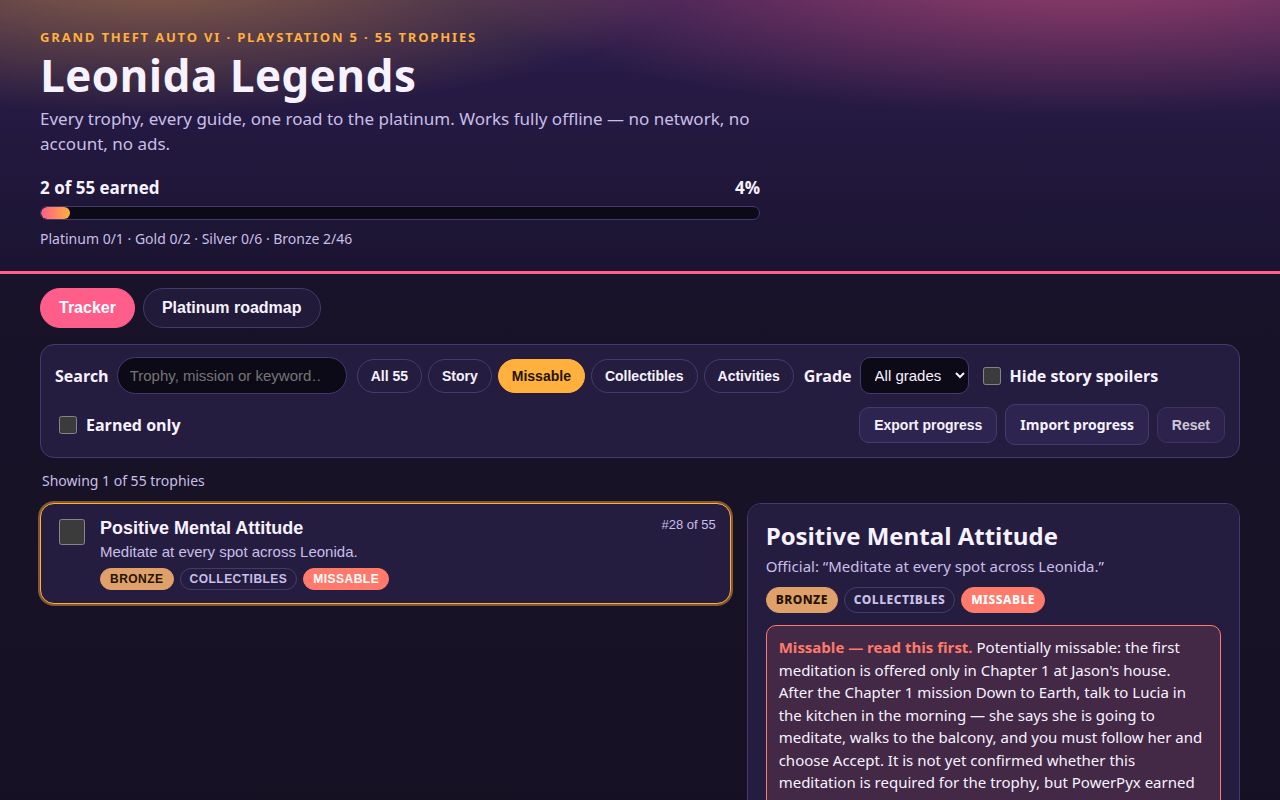 GRAND THEFT AUTO VI · PLAYSTATION 5 · 55 TROPHIES
Leonida Legends
Every trophy, every guide, one road to the platinum. Works fully offline — no network, no
account, no ads.
2 of 55 earned 4%
Platinum 0/1 · Gold 0/2 · Silver 0/6 · Bronze 2/46
Tracker Platinum roadmap
Search Trophy, mission or keyword.. All 55 Story Missable Collectibles Activities Grade All grades Hide story spoilers
Earned only Export progress Import progress Reset
Showing 1 of 55 trophies
Positive Mental Attitude #28 of 55
Meditate at every spot across Leonida.
BRONZE COLLECTIBLES MISSABLE
Positive Mental Attitude
Official: “Meditate at every spot across Leonida.”
BRONZE COLLECTIBLES MISSABLE
Missable — read this first. Potentially missable: the first
meditation is offered only in Chapter 1 at Jason's house.
After the Chapter 1 mission Down to Earth, talk to Lucia in
the kitchen in the morning — she says she is going to
meditate, walks to the balcony, and you must follow her and
choose Accept. It is not yet confirmed whether this
meditation is required for the trophy, but PowerPyx earned